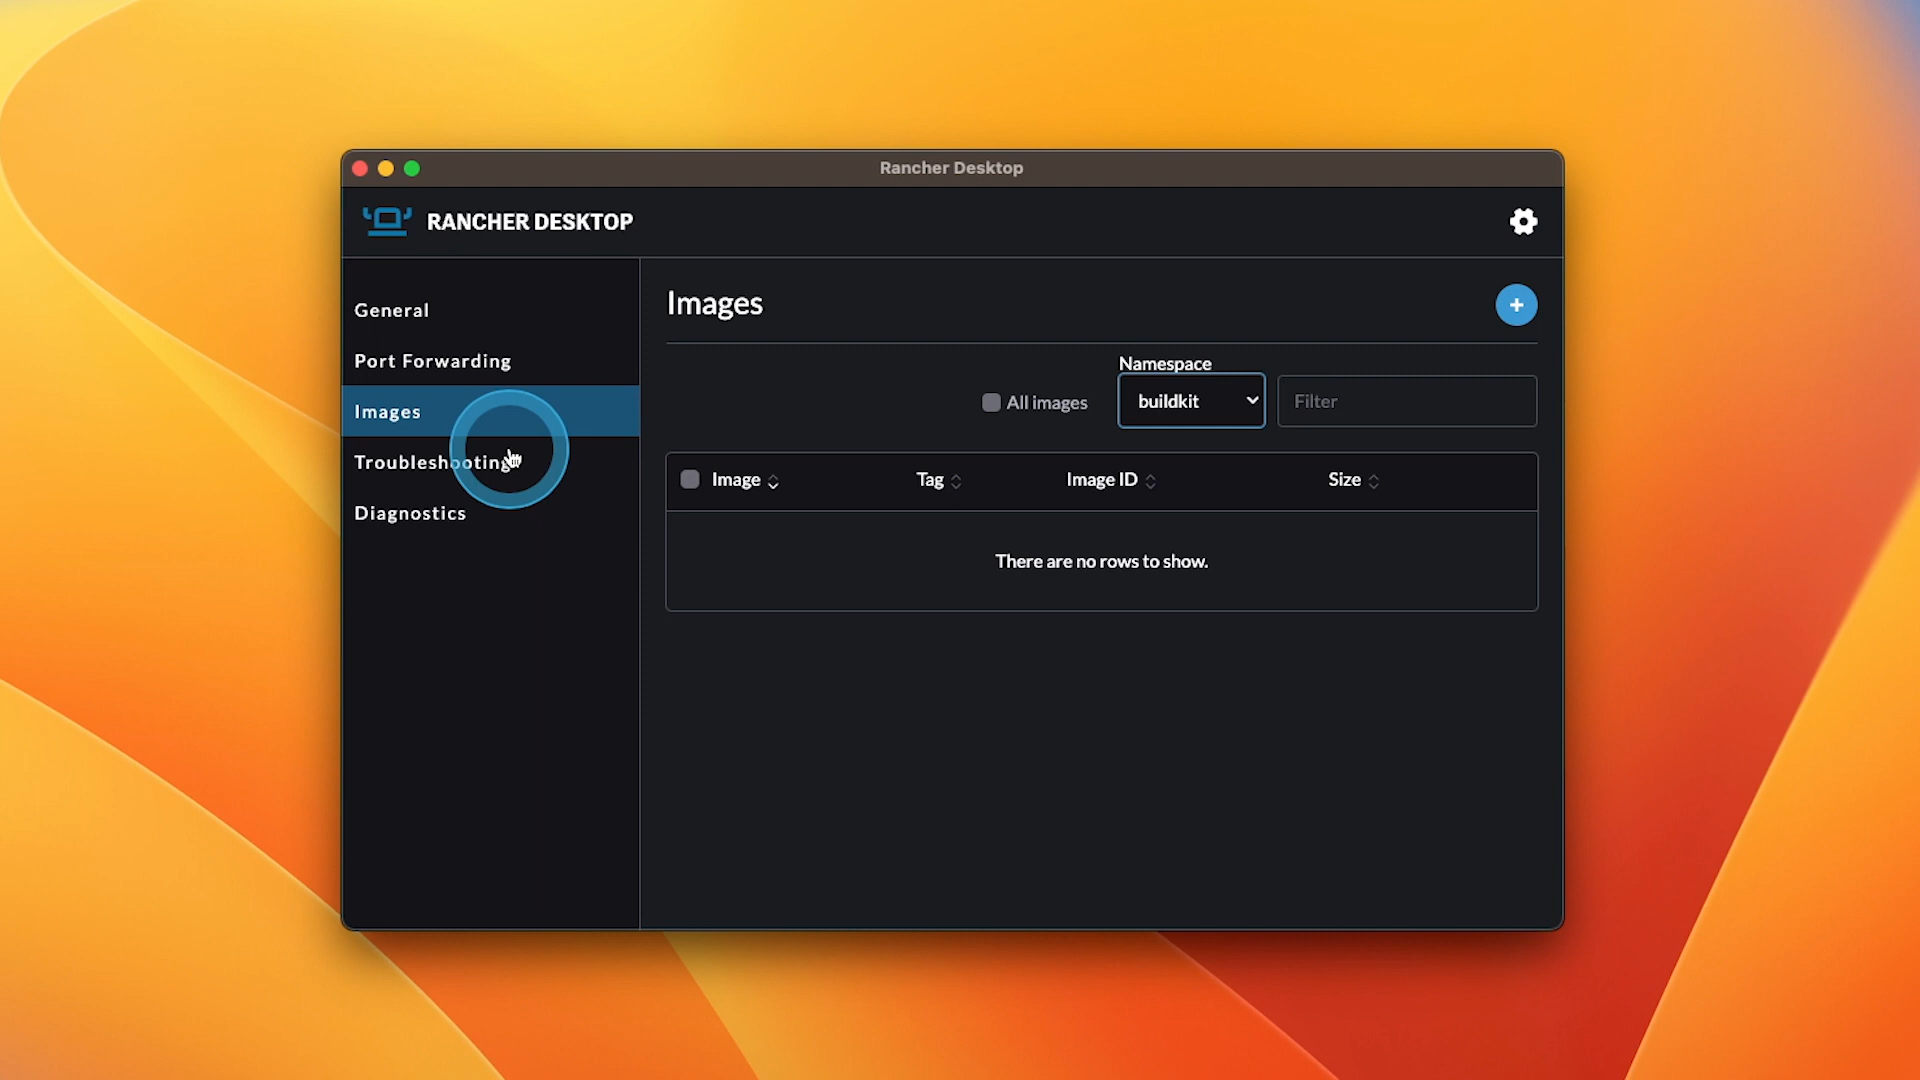 Rancher Desktop
RANCHER DESKTOP
General
Port Forwarding
Images
Troubleshooting
Diagnostics
Images
+
Namespace
All images
buildkit
Filter
Image
Tag
Image ID
Size
There are no rows to show.